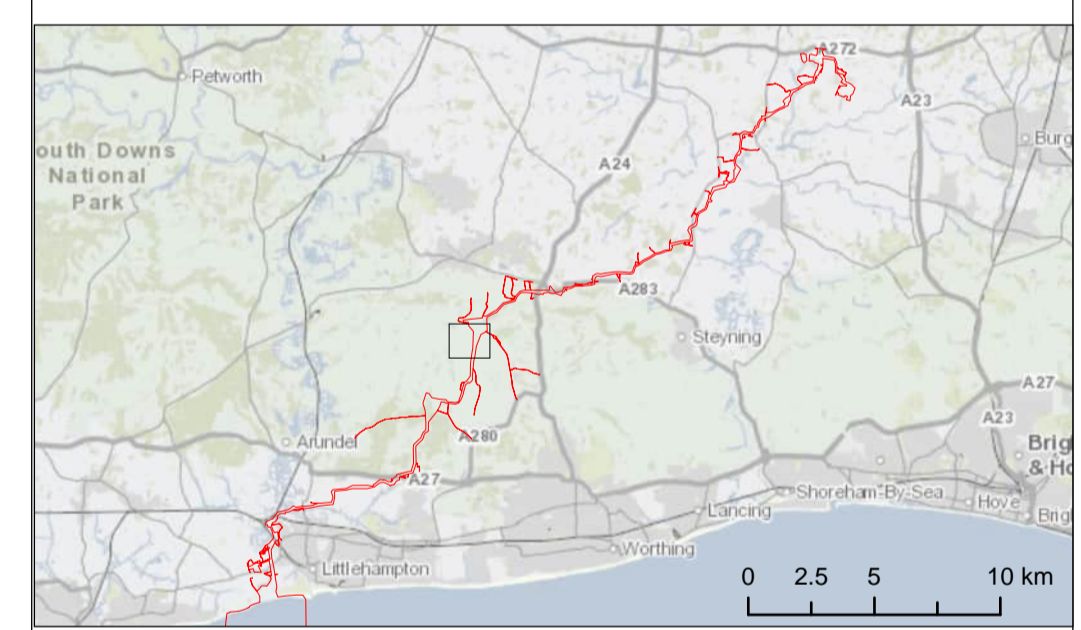 A272
Petworth
A23
Burg
outh Downs
National
Park
A24
A283
Steyning
A27
A23
Arundel
A280
Brig
& Ho
A27
Shoreham-By-Sea
Hove
Lancing
Brig
Worthing
Littlehampton
0 2.5 5 10 km